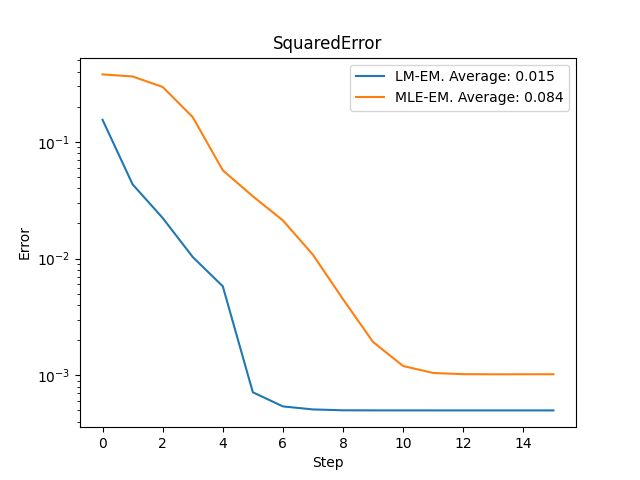 SquaredError
LM-EM. Average: 0.015
MLE-EM. Average: 0.084
Error
10⁻¹
10⁻²
10⁻³
0 2 4 6 8 10 12 14
Step